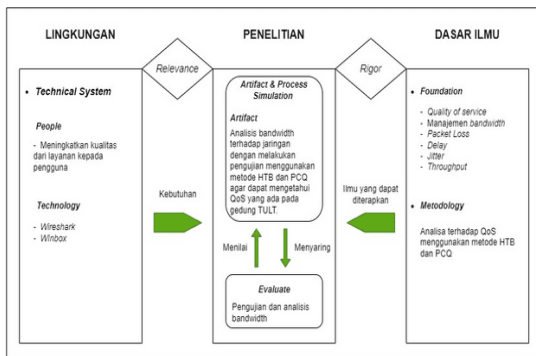 LINGKUNGAN
Relevance
PENELITIAN
Rigor
DASAR ILMU
• Technical System
People
- Meningkatkan kualitas
dari layanan kepada
pengguna
Technology
- Wireshark
- Winbox
Kebutuhan
Artifact & Process
Simulation
Artifact
Analisis bandwidth
terhadap jaringan
dengan melakukan
pengujian menggunakan
metode HTB dan PCQ
agar dapat mengetahui
QoS yang ada pada
gedung TULT.
Menilai
Menyaring
Evaluate
Pengujian dan analisis
bandwidth
Ilmu yang dapat
diterapkan
• Foundation
- Quality of service
- Manajemen bandwidth
- Packet Loss
- Delay
- Jitter
- Throughput
• Methodology
Analisa terhadap QoS
menggunakan metode HTB
dan PCQ